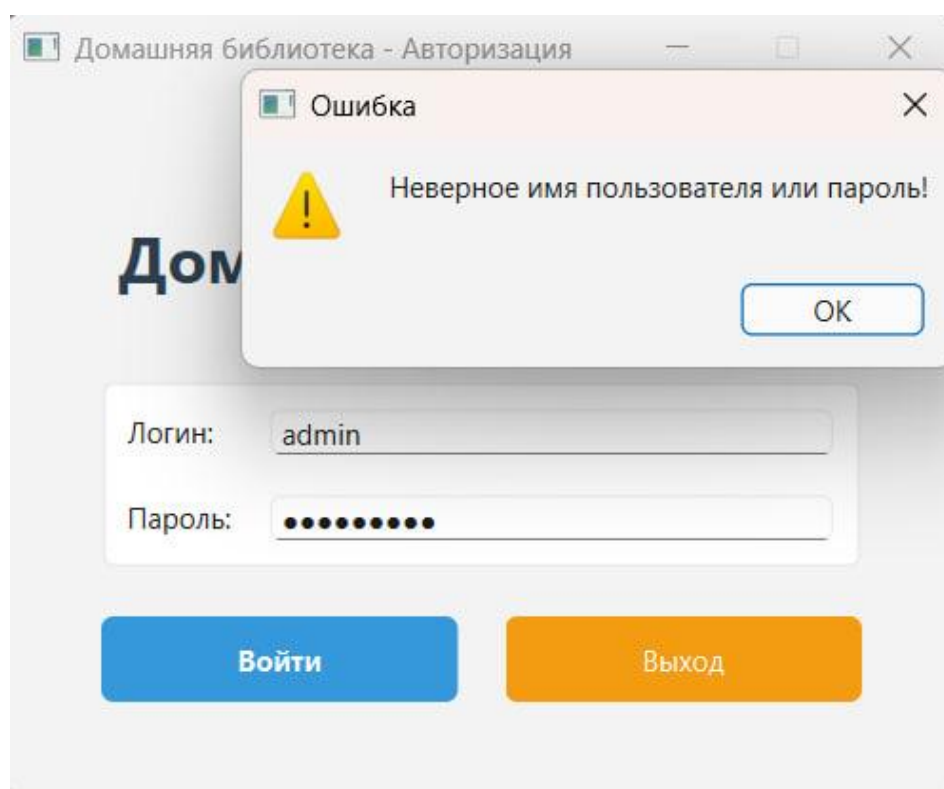 Домашняя библиотека - Авторизация
Ошибка
Неверное имя пользователя или пароль!
OK
Дом
Логин: admin
Пароль: ●●●●●●●●●
Войти
Выход